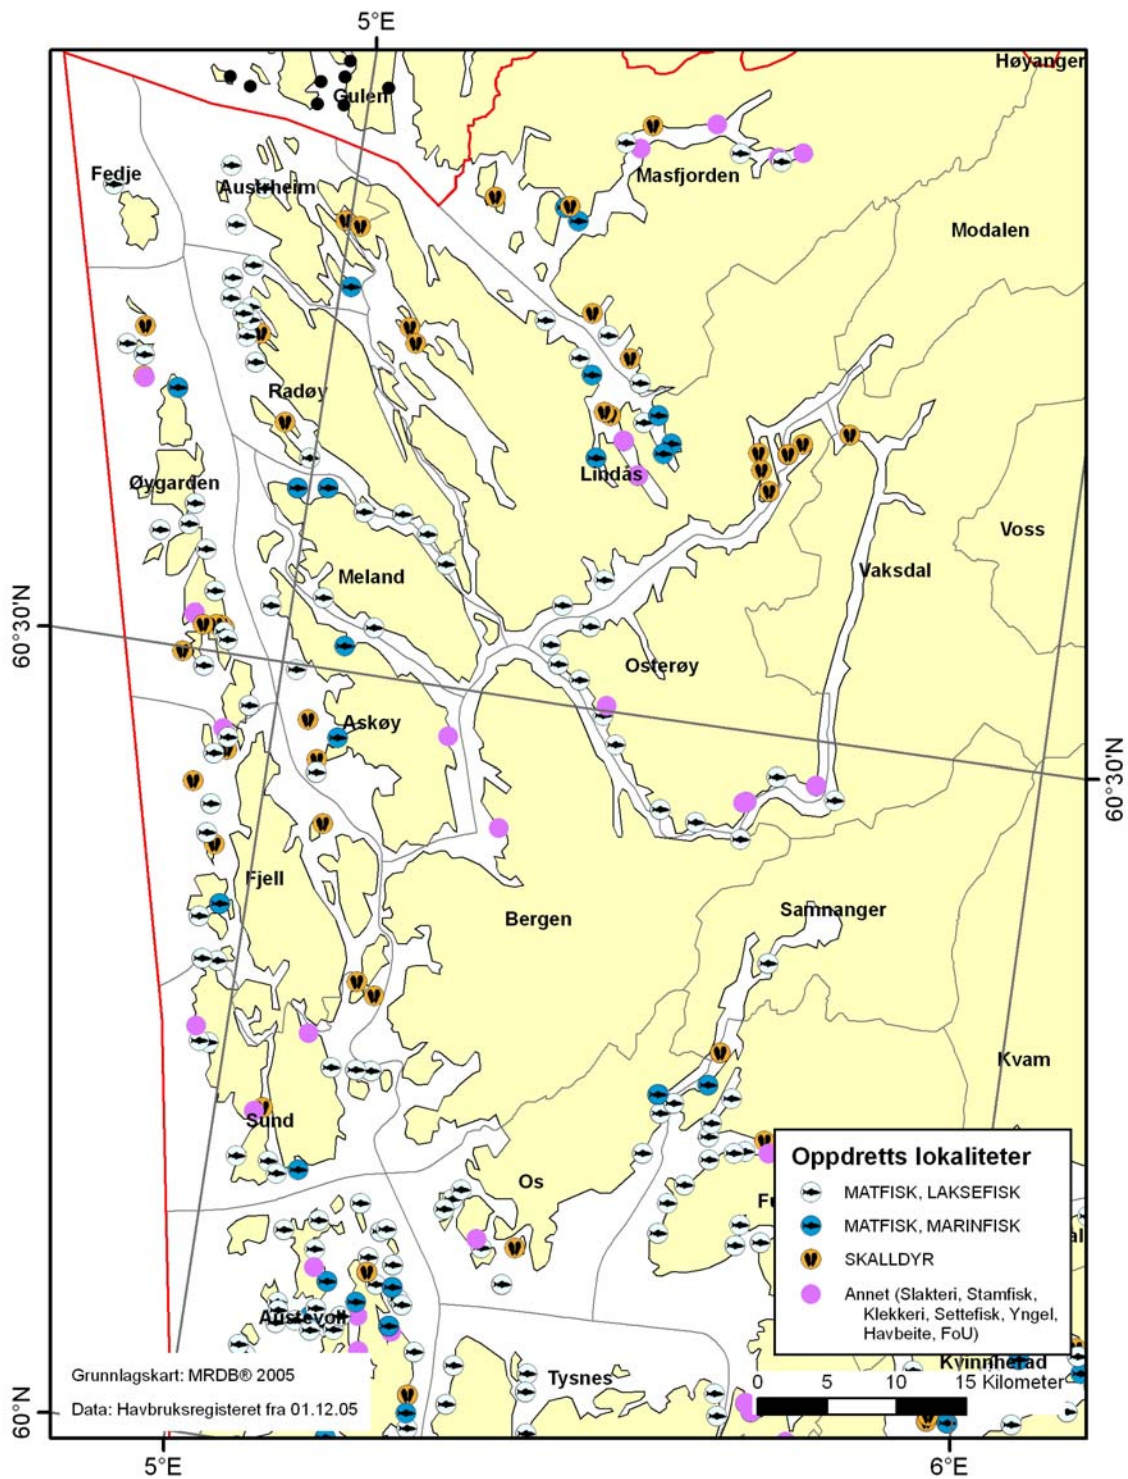 5°E
Høyanger
Gulen
Fedje
Austrheim
Masfjorden
Modalen
Radøy
Lindås
Øygarden
Voss
Meland
Vaksdal
60°30'N
Osterøy
Askøy
60°30'N
Fjell
Bergen
Samnanger
Kvam
Sund
Os
Oppdretts lokaliteter
MATFISK, LAKSEFISK
MATFISK, MARINFISK
SKALLDYR
Annet (Slakteri, Stamfisk,
Klekkeri, Settefisk, Yngel,
Havbeite, FoU)
Austevoll
Kvinnherad
Tysnes
Grunnlagskart: MRDB® 2005
Data: Havbruksregisteret fra 01.12.05
0 5 10 15 Kilometer
60°N
5°E
6°E